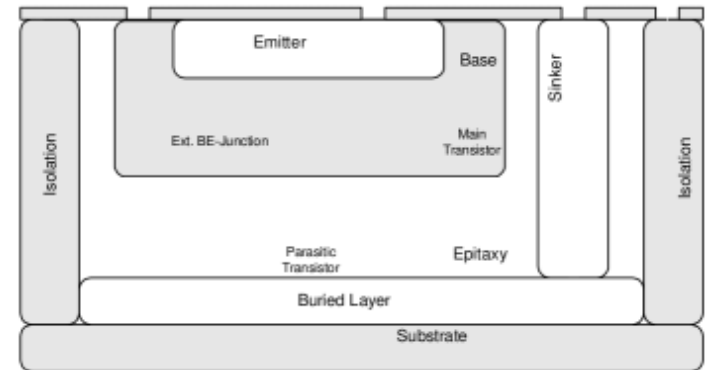 Emitter
Base
Sinker
Isolation
Ext. BE-Junction
Main
Transistor
Isolation
Parasitic
Transistor
Epitaxy
Buried Layer
Substrate